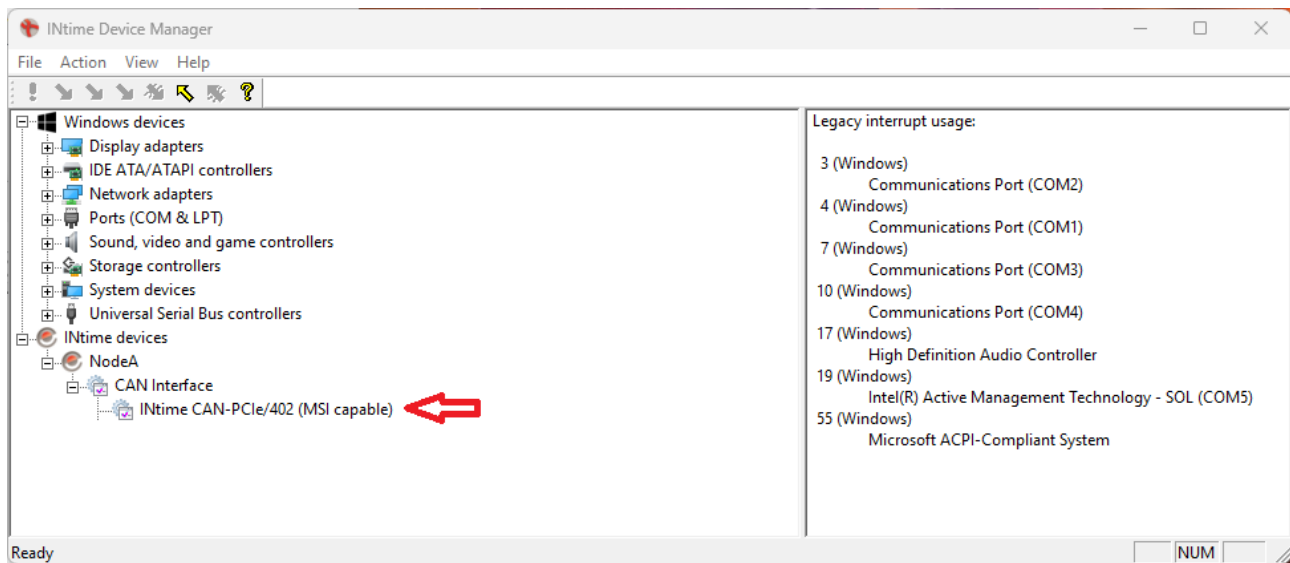 INtime Device Manager
File Action View Help
Windows devices
Display adapters
IDE ATA/ATAPI controllers
Network adapters
Ports (COM & LPT)
Sound, video and game controllers
Storage controllers
System devices
Universal Serial Bus controllers
INtime devices
NodeA
CAN Interface
INtime CAN-PCIe/402 (MSI capable)
Legacy interrupt usage:
3 (Windows)
Communications Port (COM2)
4 (Windows)
Communications Port (COM1)
7 (Windows)
Communications Port (COM3)
10 (Windows)
Communications Port (COM4)
17 (Windows)
High Definition Audio Controller
19 (Windows)
Intel(R) Active Management Technology - SOL (COM5)
55 (Windows)
Microsoft ACPI-Compliant System
Ready
NUM